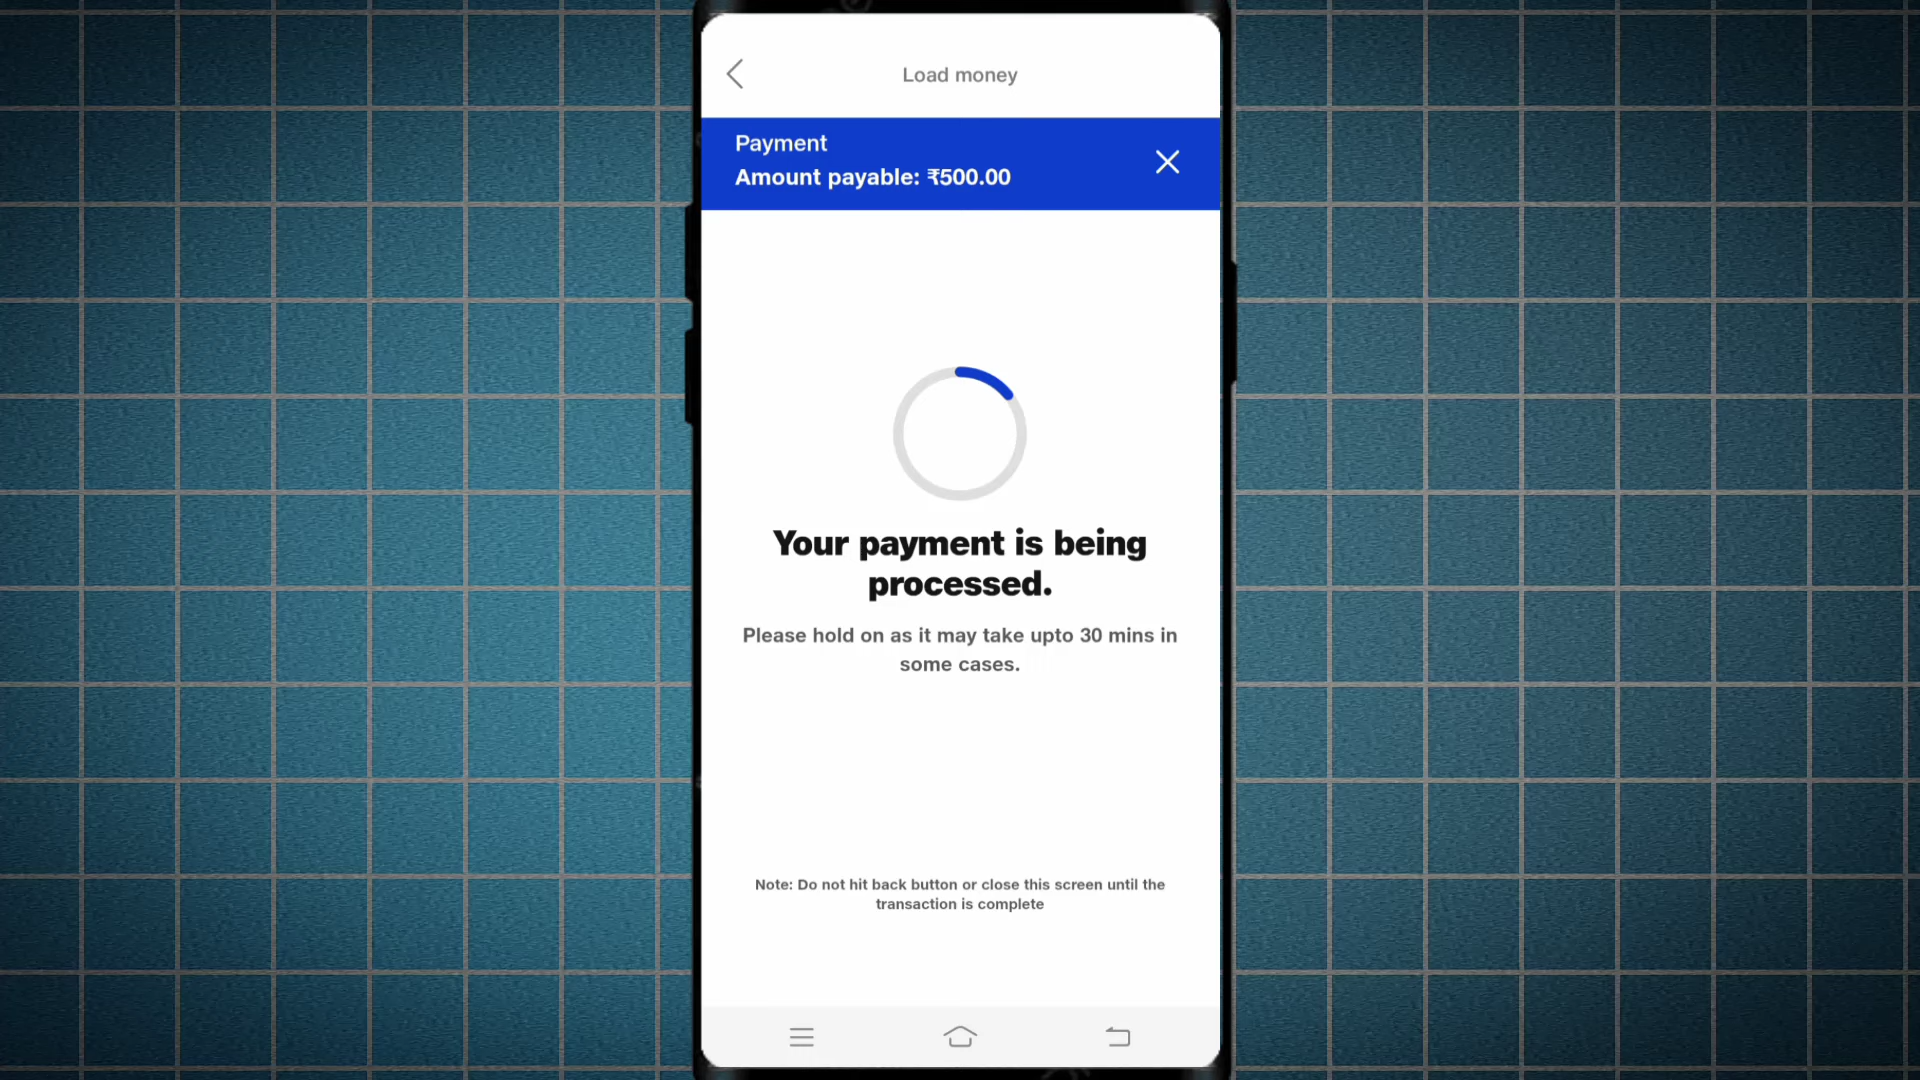 Load money
Payment
Amount payable: ₹500.00
Your payment is being
processed.
Please hold on as it may take upto 30 mins in
some cases.
Note: Do not hit back button or close this screen until the
transaction is complete